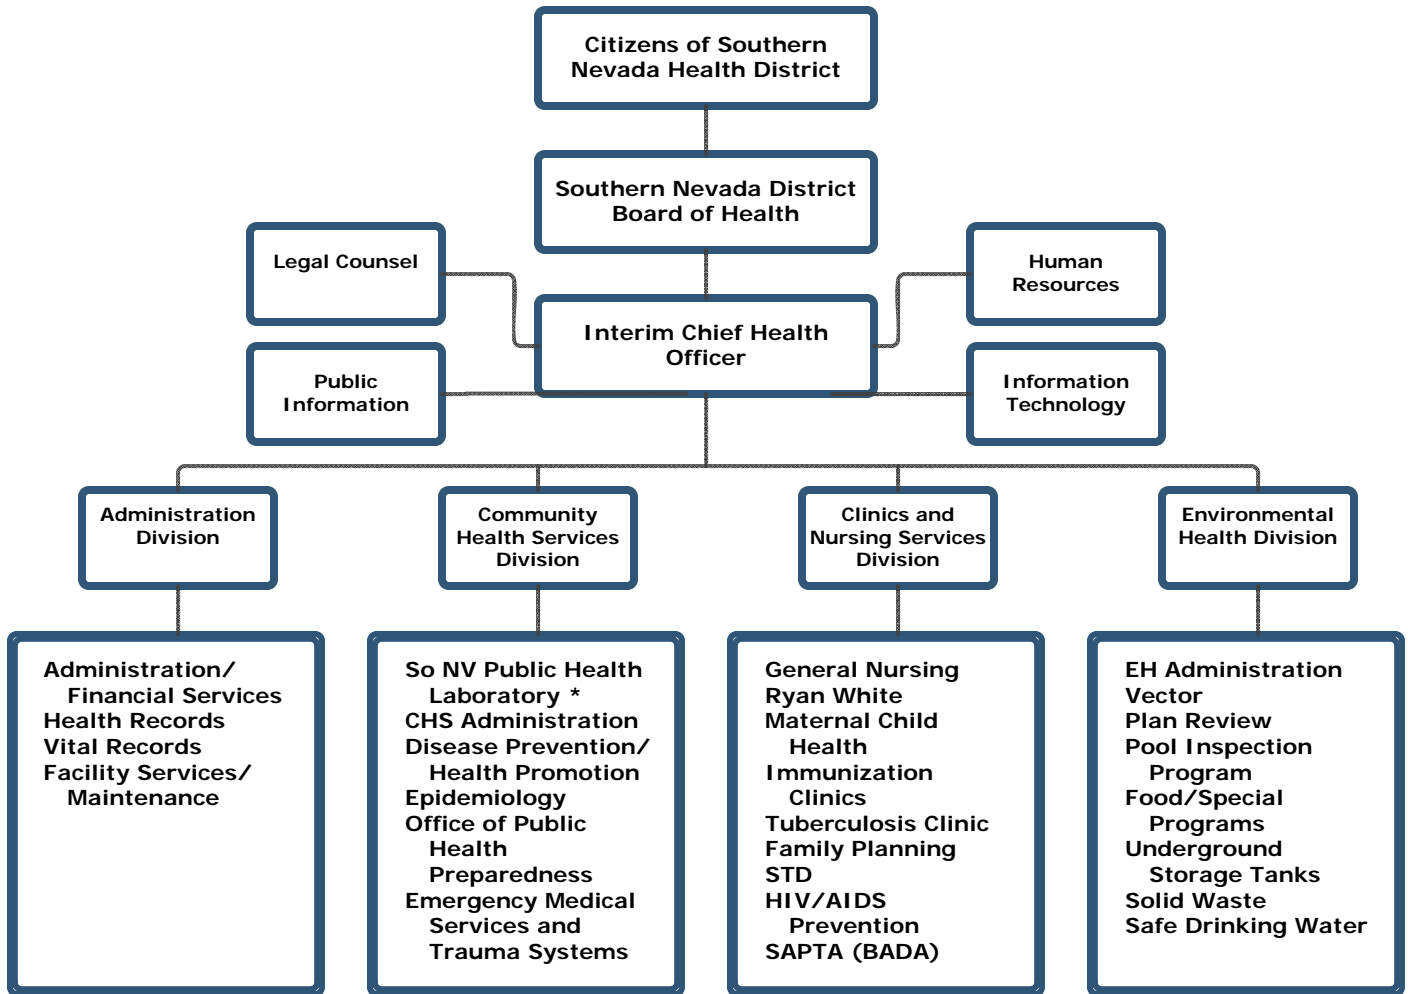 Citizens of Southern
Nevada Health District
Southern Nevada District
Board of Health
Legal Counsel
Human
Resources
Interim Chief Health
Officer
Public
Information
Information
Technology
Administration
Division
Community
Health Services
Division
Clinics and
Nursing Services
Division
Environmental
Health Division
Administration/
Financial Services
Health Records
Vital Records
Facility Services/
Maintenance
So NV Public Health
Laboratory *
CHS Administration
Disease Prevention/
Health Promotion
Epidemiology
Office of Public
Health
Preparedness
Emergency Medical
Services and
Trauma Systems
General Nursing
Ryan White
Maternal Child
Health
Immunization
Clinics
Tuberculosis Clinic
Family Planning
STD
HIV/AIDS
Prevention
SAPTA (BADA)
EH Administration
Vector
Plan Review
Pool Inspection
Program
Food/Special
Programs
Underground
Storage Tanks
Solid Waste
Safe Drinking Water